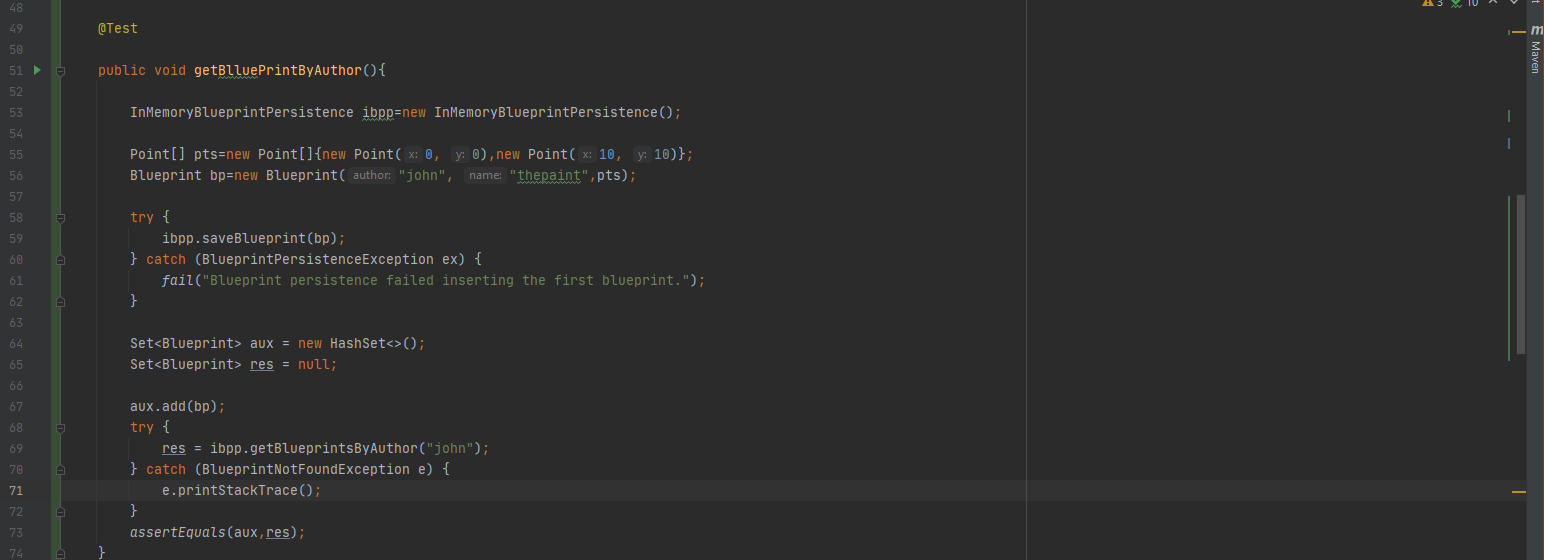 48
49 @Test
50
51 public void getBlluePrintByAuthor(){
52
53 InMemoryBlueprintPersistence ibpp=new InMemoryBlueprintPersistence();
54
55 Point[] pts=new Point[]{new Point( x: 0, y: 0),new Point( x: 10, y: 10)};
56 Blueprint bp=new Blueprint( author: "john", name: "thepaint",pts);
57
58 try {
59 ibpp.saveBlueprint(bp);
60 } catch (BlueprintPersistenceException ex) {
61 fail("Blueprint persistence failed inserting the first blueprint.");
62 }
63
64 Set<Blueprint> aux = new HashSet<>();
65 Set<Blueprint> res = null;
66
67 aux.add(bp);
68 try {
69 res = ibpp.getBlueprintsByAuthor("john");
70 } catch (BlueprintNotFoundException e) {
71 e.printStackTrace();
72 }
73 assertEquals(aux,res);
74 }
3 10
m
Maven